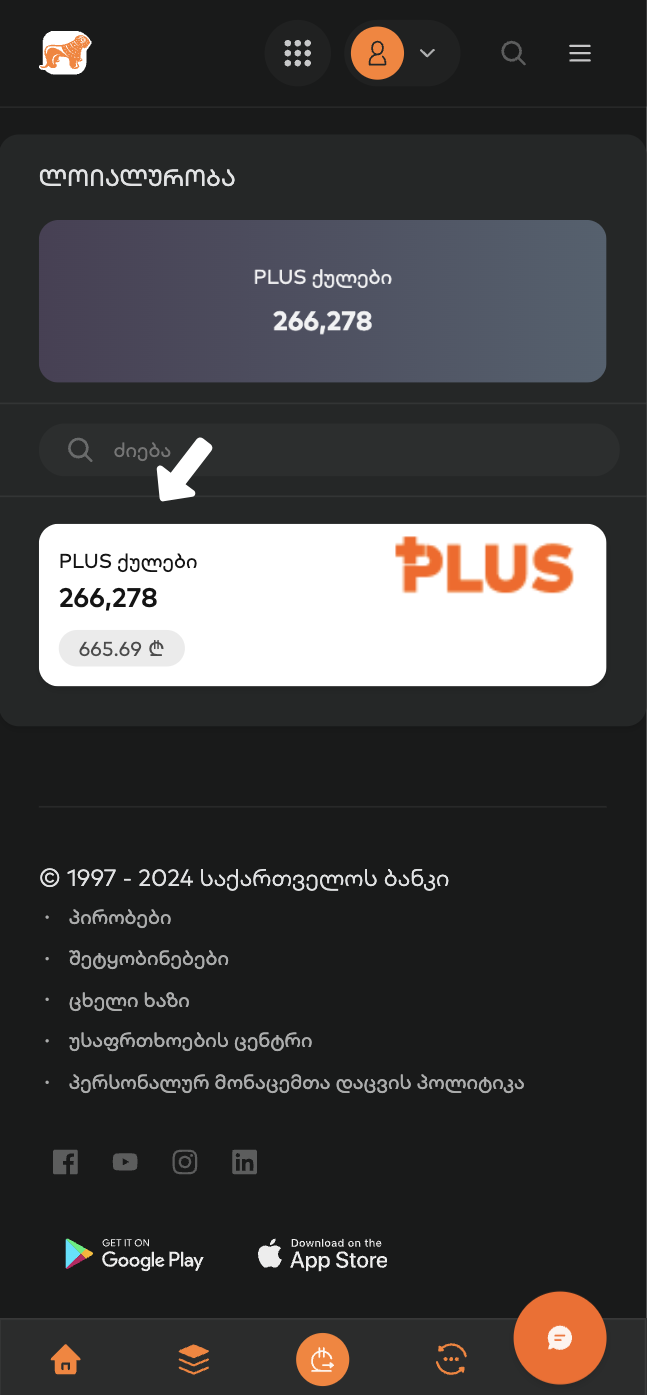 ლოიალურობა
PLUS ქულები
266,278
ძიება
PLUS ქულები
266,278
665.69 ₾
PLUS
© 1997 - 2024 საქართველოს ბანკი
· პირობები
· შეტყობინებები
· ცხელი ხაზი
· უსაფრთხოების ცენტრი
· პერსონალურ მონაცემთა დაცვის პოლიტიკა
GET IT ON
Google Play
Download on the
App Store